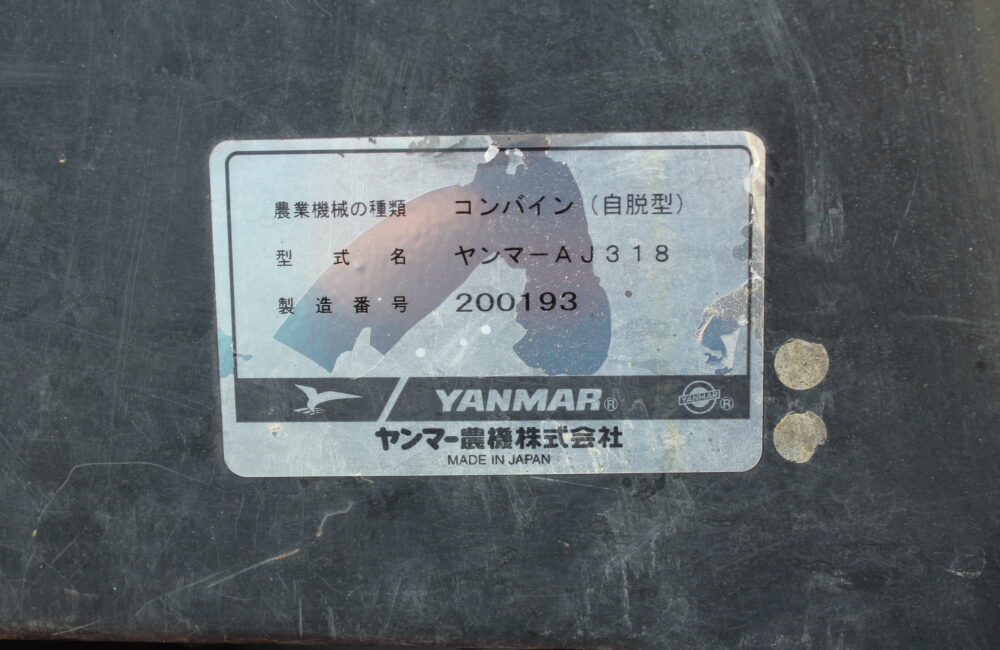 農業機械の種類 コンバイン（自脱型）
型式名 ヤンマーAJ318
製造番号 200193
YANMAR® YANMAR®
ヤンマー農機株式会社
MADE IN JAPAN